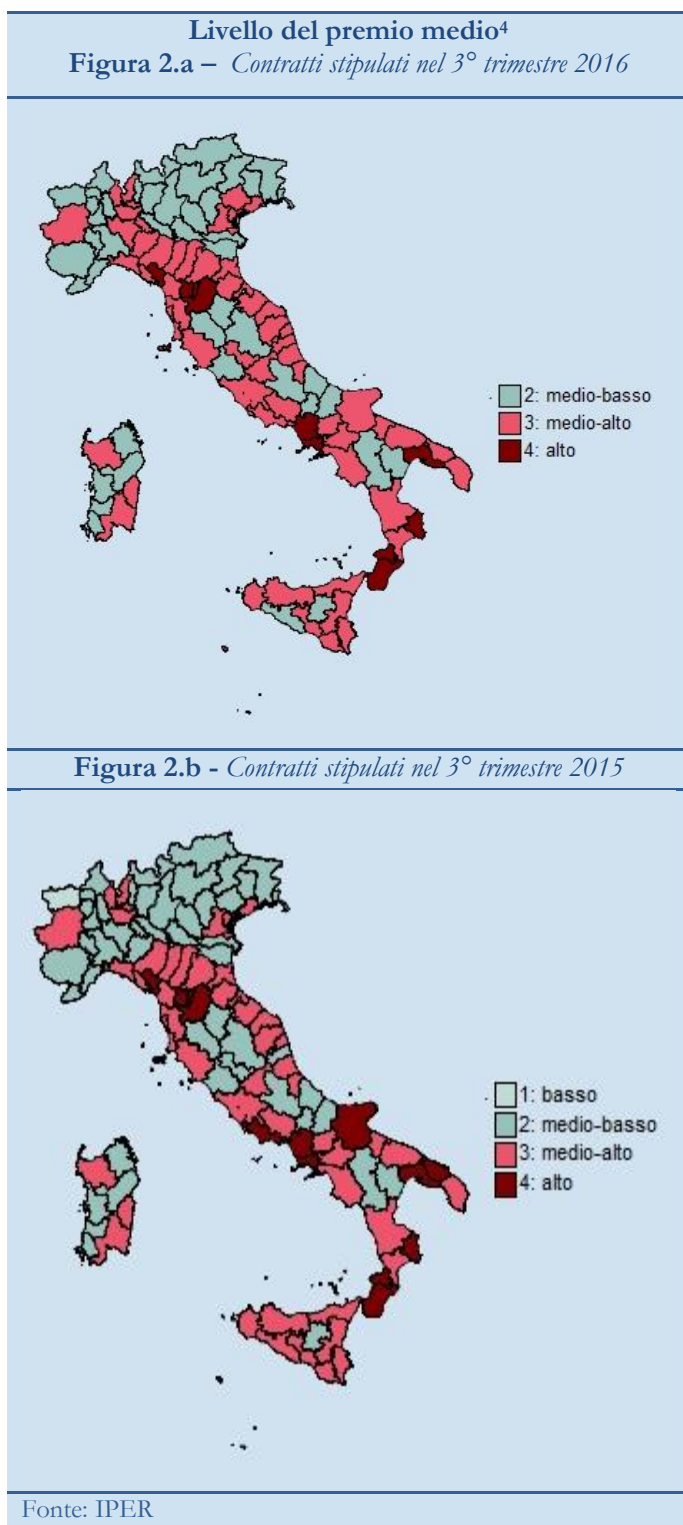 Livello del premio medio⁴
Figura 2.a – Contratti stipulati nel 3° trimestre 2016
2: medio-basso
3: medio-alto
4: alto
Figura 2.b - Contratti stipulati nel 3° trimestre 2015
1: basso
2: medio-basso
3: medio-alto
4: alto
Fonte: IPER